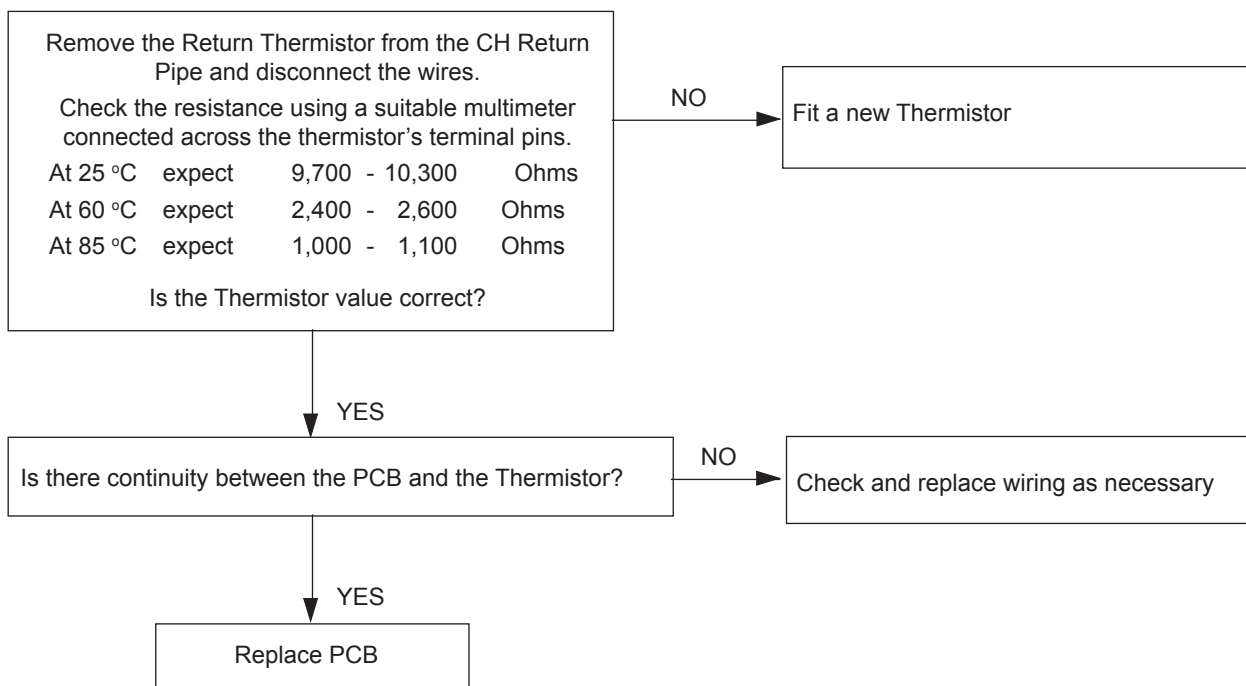 Remove the Return Thermistor from the CH Return
Pipe and disconnect the wires.
Check the resistance using a suitable multimeter
connected across the thermistor’s terminal pins.
At 25 ºC expect 9,700 - 10,300 Ohms
At 60 ºC expect 2,400 - 2,600 Ohms
At 85 ºC expect 1,000 - 1,100 Ohms
Is the Thermistor value correct?
NO
Fit a new Thermistor
YES
Is there continuity between the PCB and the Thermistor?
NO
Check and replace wiring as necessary
YES
Replace PCB